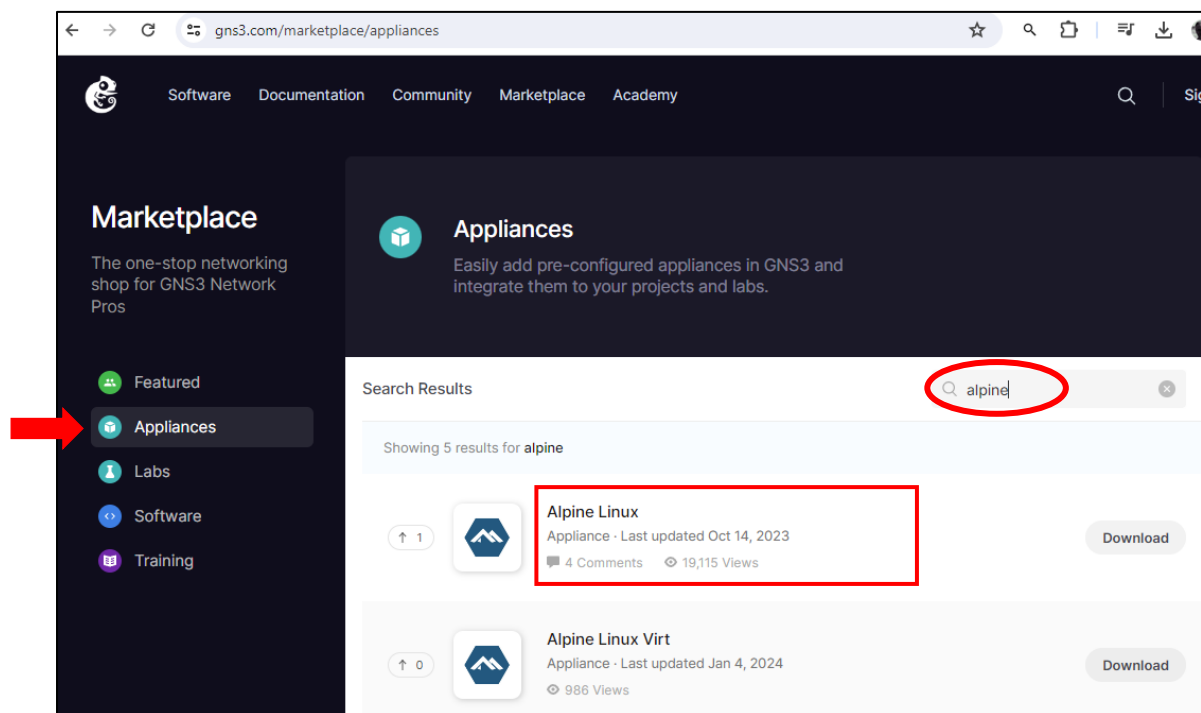 gns3.com/marketplace/appliances
Software Documentation Community Marketplace Academy
Marketplace
The one-stop networking
shop for GNS3 Network
Pros
Featured
Appliances
Labs
Software
Training
Appliances
Easily add pre-configured appliances in GNS3 and
integrate them to your projects and labs.
Search Results
alpine
Showing 5 results for alpine
↑ 1
Alpine Linux
Appliance · Last updated Oct 14, 2023
4 Comments 19,115 Views
Download
↑ 0
Alpine Linux Virt
Appliance · Last updated Jan 4, 2024
986 Views
Download